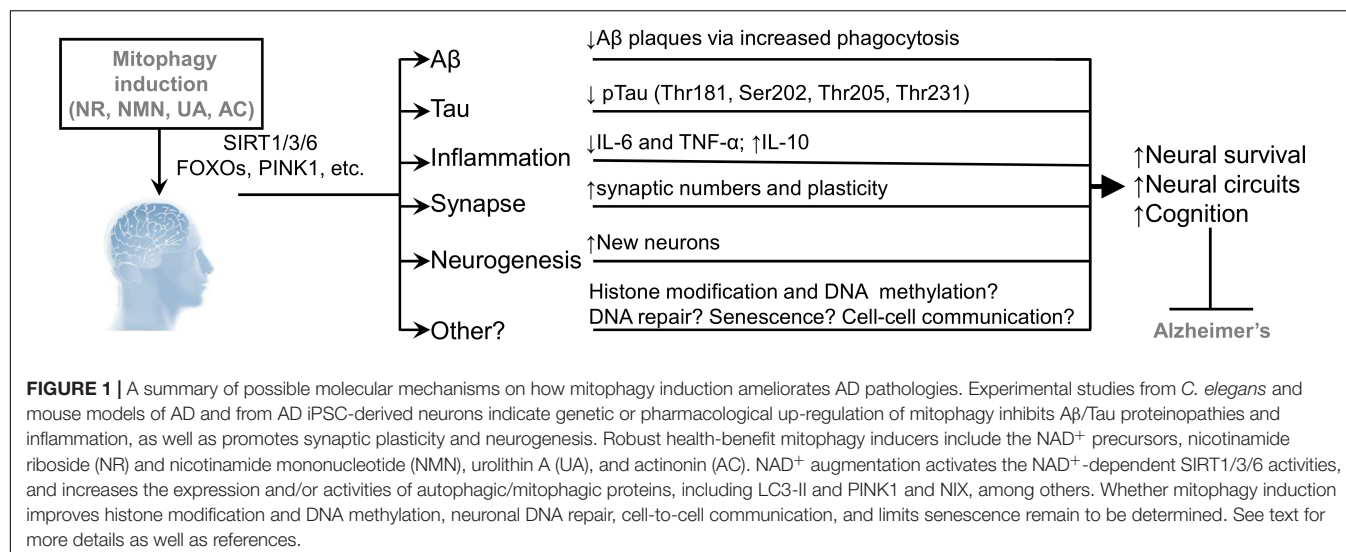 Mitophagy
induction
(NR, NMN, UA, AC)
SIRT1/3/6
FOXOs, PINK1, etc.
Aβ
↓Aβ plaques via increased phagocytosis
Tau
↓ pTau (Thr181, Ser202, Thr205, Thr231)
Inflammation
↓IL-6 and TNF-α; ↑IL-10
Synapse
↑synaptic numbers and plasticity
Neurogenesis
↑New neurons
Other?
Histone modification and DNA methylation?
DNA repair? Senescence? Cell-cell communication?
↑Neural survival
↑Neural circuits
↑Cognition
Alzheimer's
FIGURE 1 | A summary of possible molecular mechanisms on how mitophagy induction ameliorates AD pathologies. Experimental studies from C. elegans and
mouse models of AD and from AD iPSC-derived neurons indicate genetic or pharmacological up-regulation of mitophagy inhibits Aβ/Tau proteinopathies and
inflammation, as well as promotes synaptic plasticity and neurogenesis. Robust health-benefit mitophagy inducers include the NAD⁺ precursors, nicotinamide
riboside (NR) and nicotinamide mononucleotide (NMN), urolithin A (UA), and actinonin (AC). NAD⁺ augmentation activates the NAD⁺-dependent SIRT1/3/6 activities,
and increases the expression and/or activities of autophagic/mitophagic proteins, including LC3-II and PINK1 and NIX, among others. Whether mitophagy induction
improves histone modification and DNA methylation, neuronal DNA repair, cell-to-cell communication, and limits senescence remain to be determined. See text for
more details as well as references.